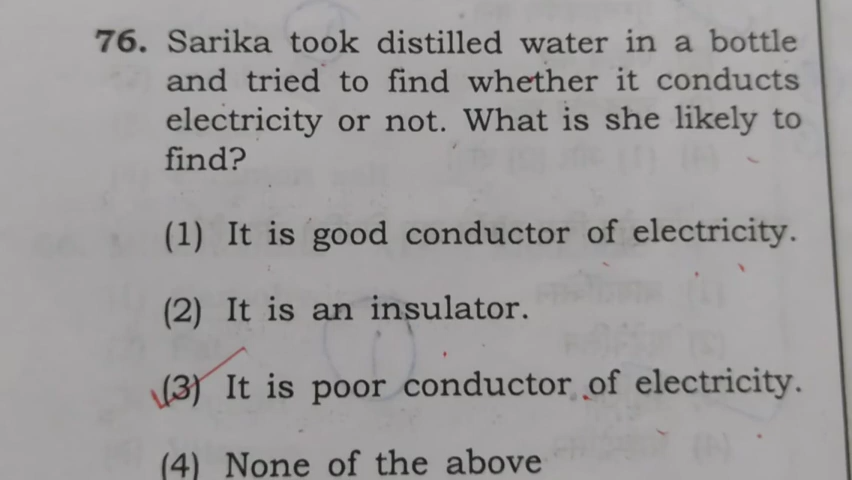 76. Sarika took distilled water in a bottle
and tried to find whether it conducts
electricity or not. What is she likely to
find?
(1) It is good conductor of electricity.
(2) It is an insulator.
(3) It is poor conductor of electricity.
(4) None of the above